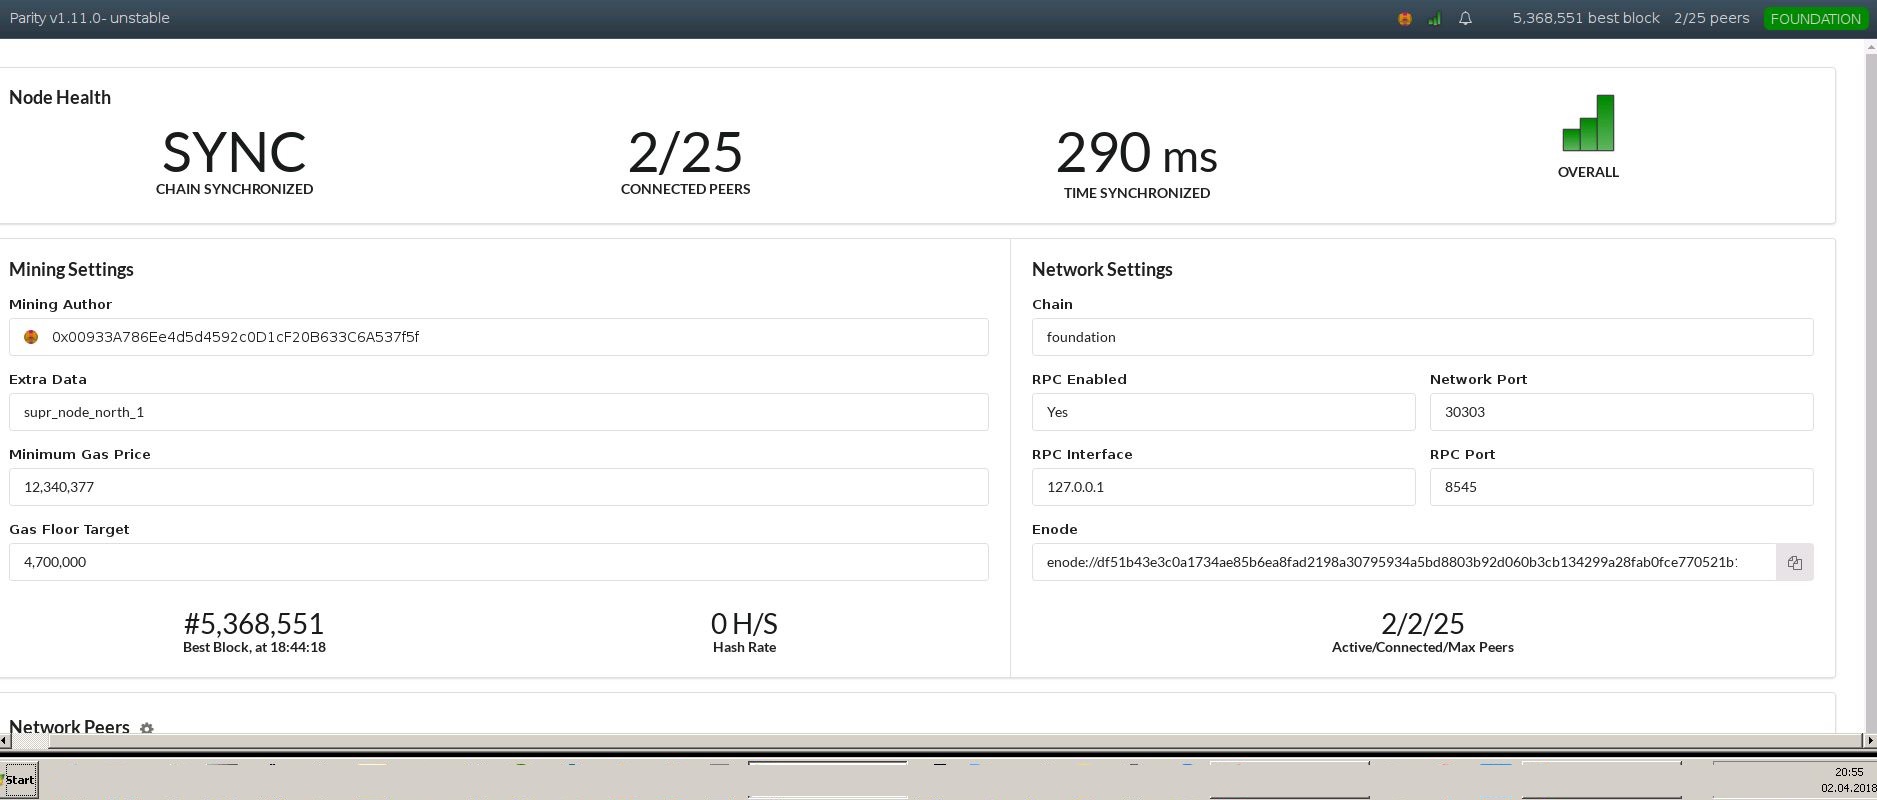 Parity v1.11.0- unstable
5,368,551 best block 2/25 peers FOUNDATION
Node Health
SYNC
CHAIN SYNCHRONIZED
2/25
CONNECTED PEERS
290 ms
TIME SYNCHRONIZED
OVERALL
Mining Settings
Mining Author
0x00933A786Ee4d5d4592c0D1cF20B633C6A537f5f
Extra Data
supr_node_north_1
Minimum Gas Price
12,340,377
Gas Floor Target
4,700,000
#5,368,551
Best Block, at 18:44:18
0 H/S
Hash Rate
Network Settings
Chain
foundation
RPC Enabled
Yes
Network Port
30303
RPC Interface
127.0.0.1
RPC Port
8545
Enode
enode://df51b43e3c0a1734ae85b6ea8fad2198a30795934a5bd8803b92d060b3cb134299a28fab0fce770521b
2/2/25
Active/Connected/Max Peers
Network Peers
Start
20:55
02.04.2018